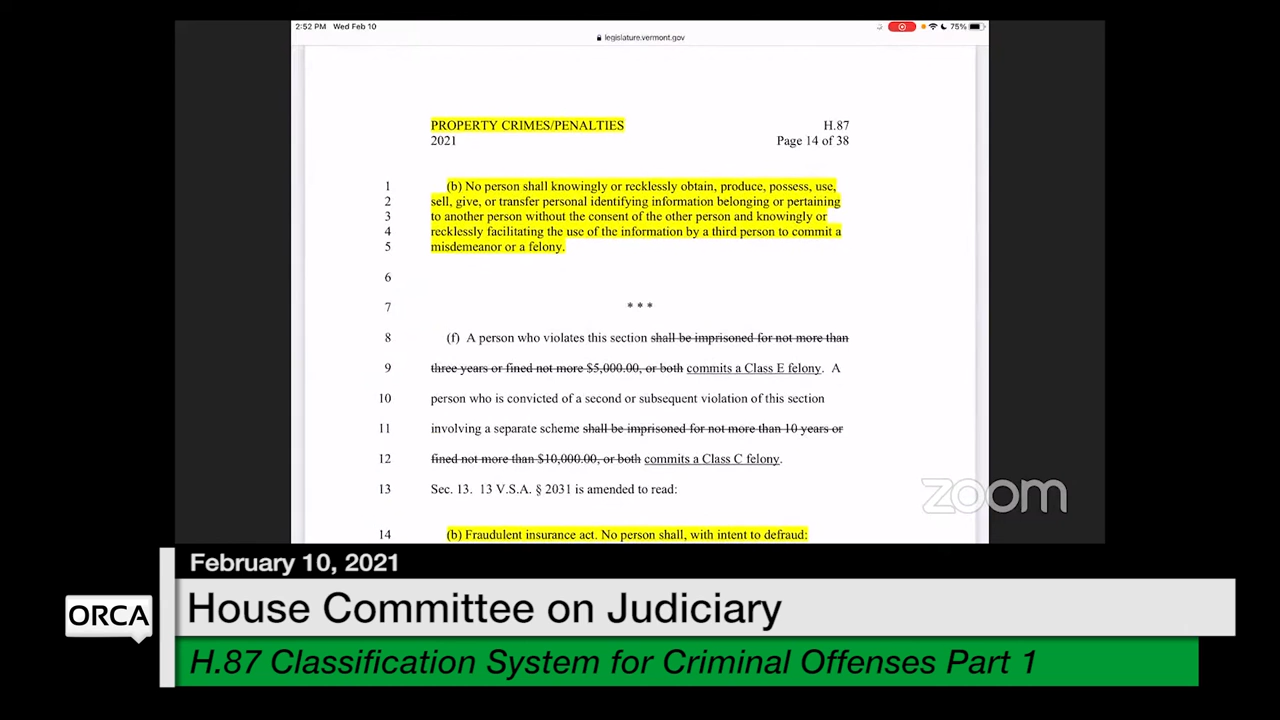 2:52 PM Wed Feb 10
75%
legislature.vermont.gov
PROPERTY CRIMES/PENALTIES H.87
2021 Page 14 of 38
1 (b) No person shall knowingly or recklessly obtain, produce, possess, use,
2 sell, give, or transfer personal identifying information belonging or pertaining
3 to another person without the consent of the other person and knowingly or
4 recklessly facilitating the use of the information by a third person to commit a
5 misdemeanor or a felony.
6
7 * * *
8 (f) A person who violates this section shall be imprisoned for not more than
9 three years or fined not more $5,000.00, or both commits a Class E felony. A
10 person who is convicted of a second or subsequent violation of this section
11 involving a separate scheme shall be imprisoned for not more than 10 years or
12 fined not more than $10,000.00, or both commits a Class C felony.
13 Sec. 13. 13 V.S.A. § 2031 is amended to read:
14 (b) Fraudulent insurance act. No person shall, with intent to defraud:
zoom
February 10, 2021
ORCA
House Committee on Judiciary
H.87 Classification System for Criminal Offenses Part 1